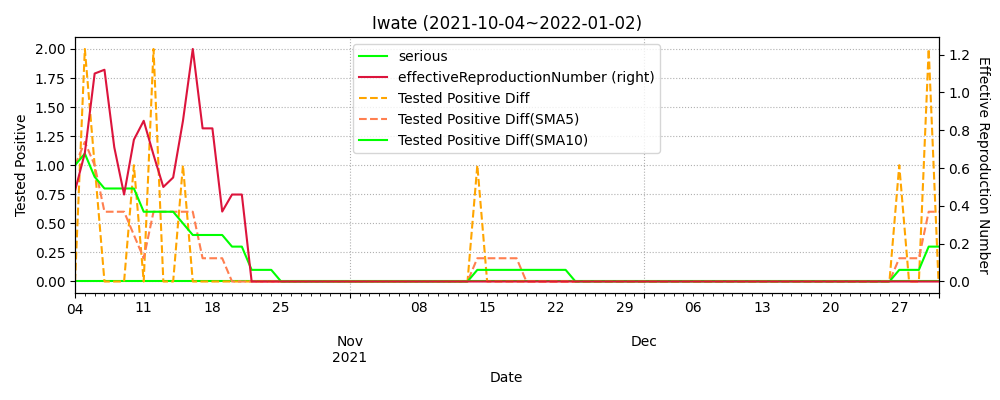 Iwate (2021-10-04~2022-01-02)
serious
effectiveReproductionNumber (right)
Tested Positive Diff
Tested Positive Diff(SMA5)
Tested Positive Diff(SMA10)
Tested Positive
2.00
1.75
1.50
1.25
1.00
0.75
0.50
0.25
0.00
Effective Reproduction Number
1.2
1.0
0.8
0.6
0.4
0.2
0.0
04 11 18 25 08 15 22 29 06 13 20 27
Nov Dec
2021
Date